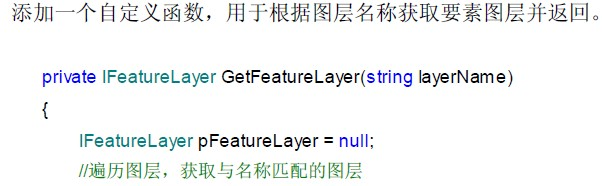 添加一个自定义函数，用于根据图层名称获取要素图层并返回。
private IFeatureLayer GetFeatureLayer(string layerName)
{
IFeatureLayer pFeatureLayer = null;
//遍历图层，获取与名称匹配的图层